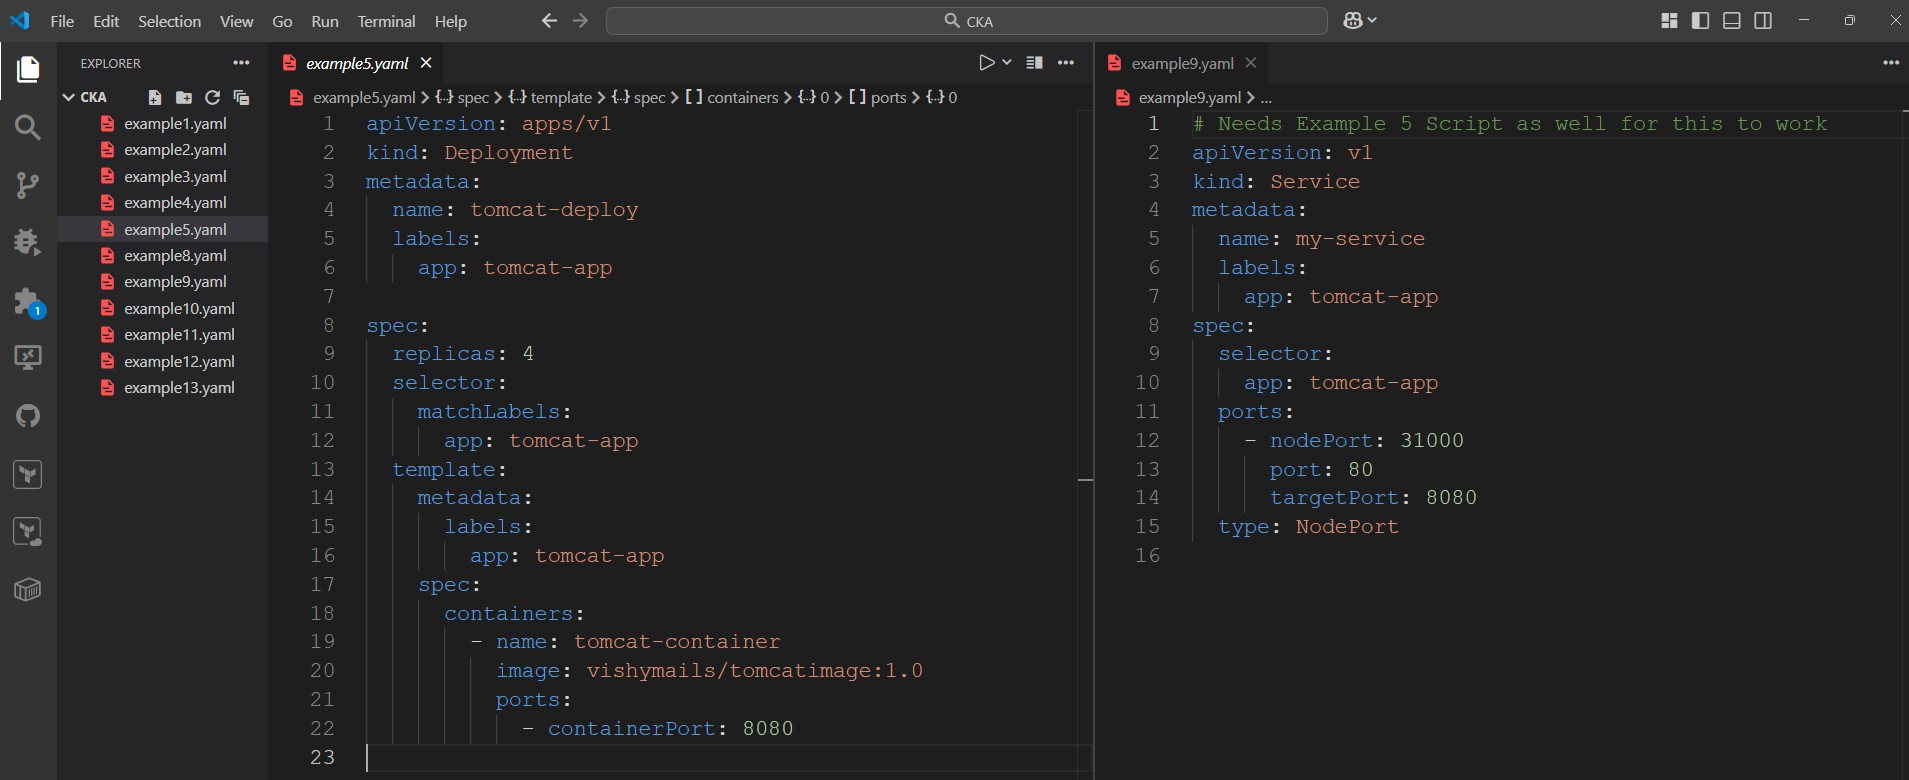 File Edit Selection View Go Run Terminal Help
CKA
EXPLORER
CKA
example1.yaml
example2.yaml
example3.yaml
example4.yaml
example5.yaml
example8.yaml
example9.yaml
example10.yaml
example11.yaml
example12.yaml
example13.yaml
1
example5.yaml
example5.yaml > {} spec > {} template > {} spec > [ ] containers > {} 0 > [ ] ports > {} 0
1 apiVersion: apps/v1
2 kind: Deployment
3 metadata:
4   name: tomcat-deploy
5   labels:
6     app: tomcat-app
7
8 spec:
9   replicas: 4
10   selector:
11     matchLabels:
12       app: tomcat-app
13   template:
14     metadata:
15       labels:
16         app: tomcat-app
17     spec:
18       containers:
19         - name: tomcat-container
20           image: vishymails/tomcatimage:1.0
21           ports:
22             - containerPort: 8080
23
example9.yaml
example9.yaml > ...
1 # Needs Example 5 Script as well for this to work
2 apiVersion: v1
3 kind: Service
4 metadata:
5   name: my-service
6   labels:
7     app: tomcat-app
8 spec:
9   selector:
10     app: tomcat-app
11   ports:
12     - nodePort: 31000
13       port: 80
14       targetPort: 8080
15   type: NodePort
16